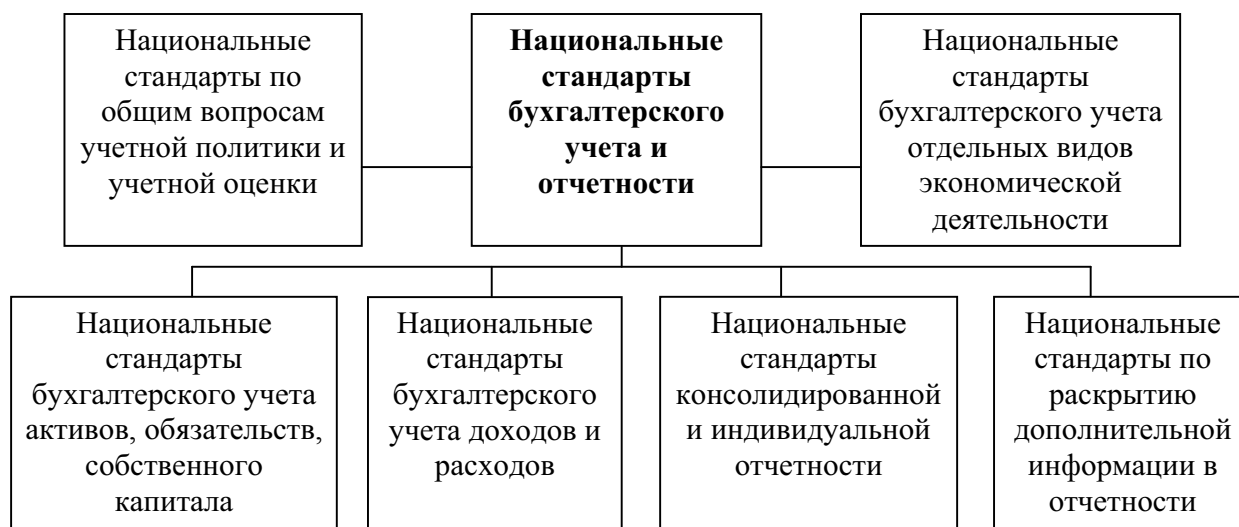 Национальные
стандарты по
общим вопросам
учетной политики и
учетной оценки
Национальные
стандарты
бухгалтерского
учета и
отчетности
Национальные
стандарты
бухгалтерского учета
отдельных видов
экономической
деятельности
Национальные
стандарты
бухгалтерского учета
активов, обязательств,
собственного
капитала
Национальные
стандарты
бухгалтерского
учета доходов и
расходов
Национальные
стандарты
консолидированной
и индивидуальной
отчетности
Национальные
стандарты по
раскрытию
дополнительной
информации в
отчетности